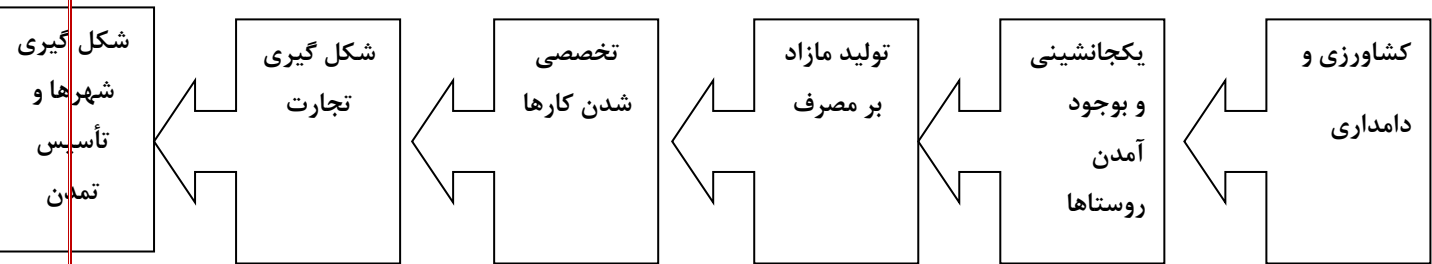 کشاورزی و
دامداری
یکجانشینی
و بوجود
آمدن
روستاها
تولید مازاد
بر مصرف
تخصصی
شدن کارها
شکل گیری
تجارت
شکل گیری
شهرها و
تأسیس
تمدن